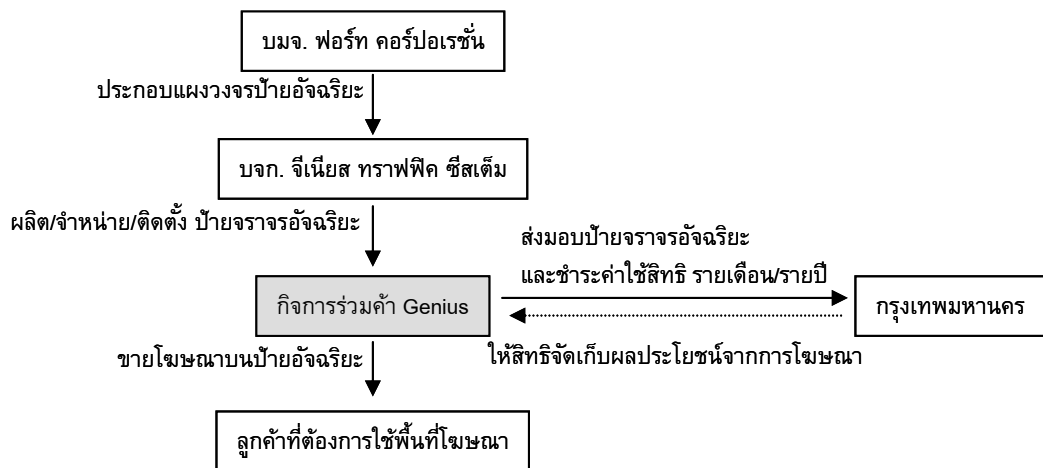 บมจ. ฟอร์ท คอร์ปอเรชั่น
ประกอบแผงวงจรป้ายอัจฉริยะ
บจก. จีเนียส ทราฟฟิค ซีสเต็ม
ผลิต/จำหน่าย/ติดตั้ง ป้ายจราจรอัจฉริยะ
ส่งมอบป้ายจราจรอัจฉริยะ
และชำระค่าใช้สิทธิ รายเดือน/รายปี
กิจการร่วมค้า Genius
กรุงเทพมหานคร
ให้สิทธิจัดเก็บผลประโยชน์จากการโฆษณา
ขายโฆษณาบนป้ายอัจฉริยะ
ลูกค้าที่ต้องการใช้พื้นที่โฆษณา